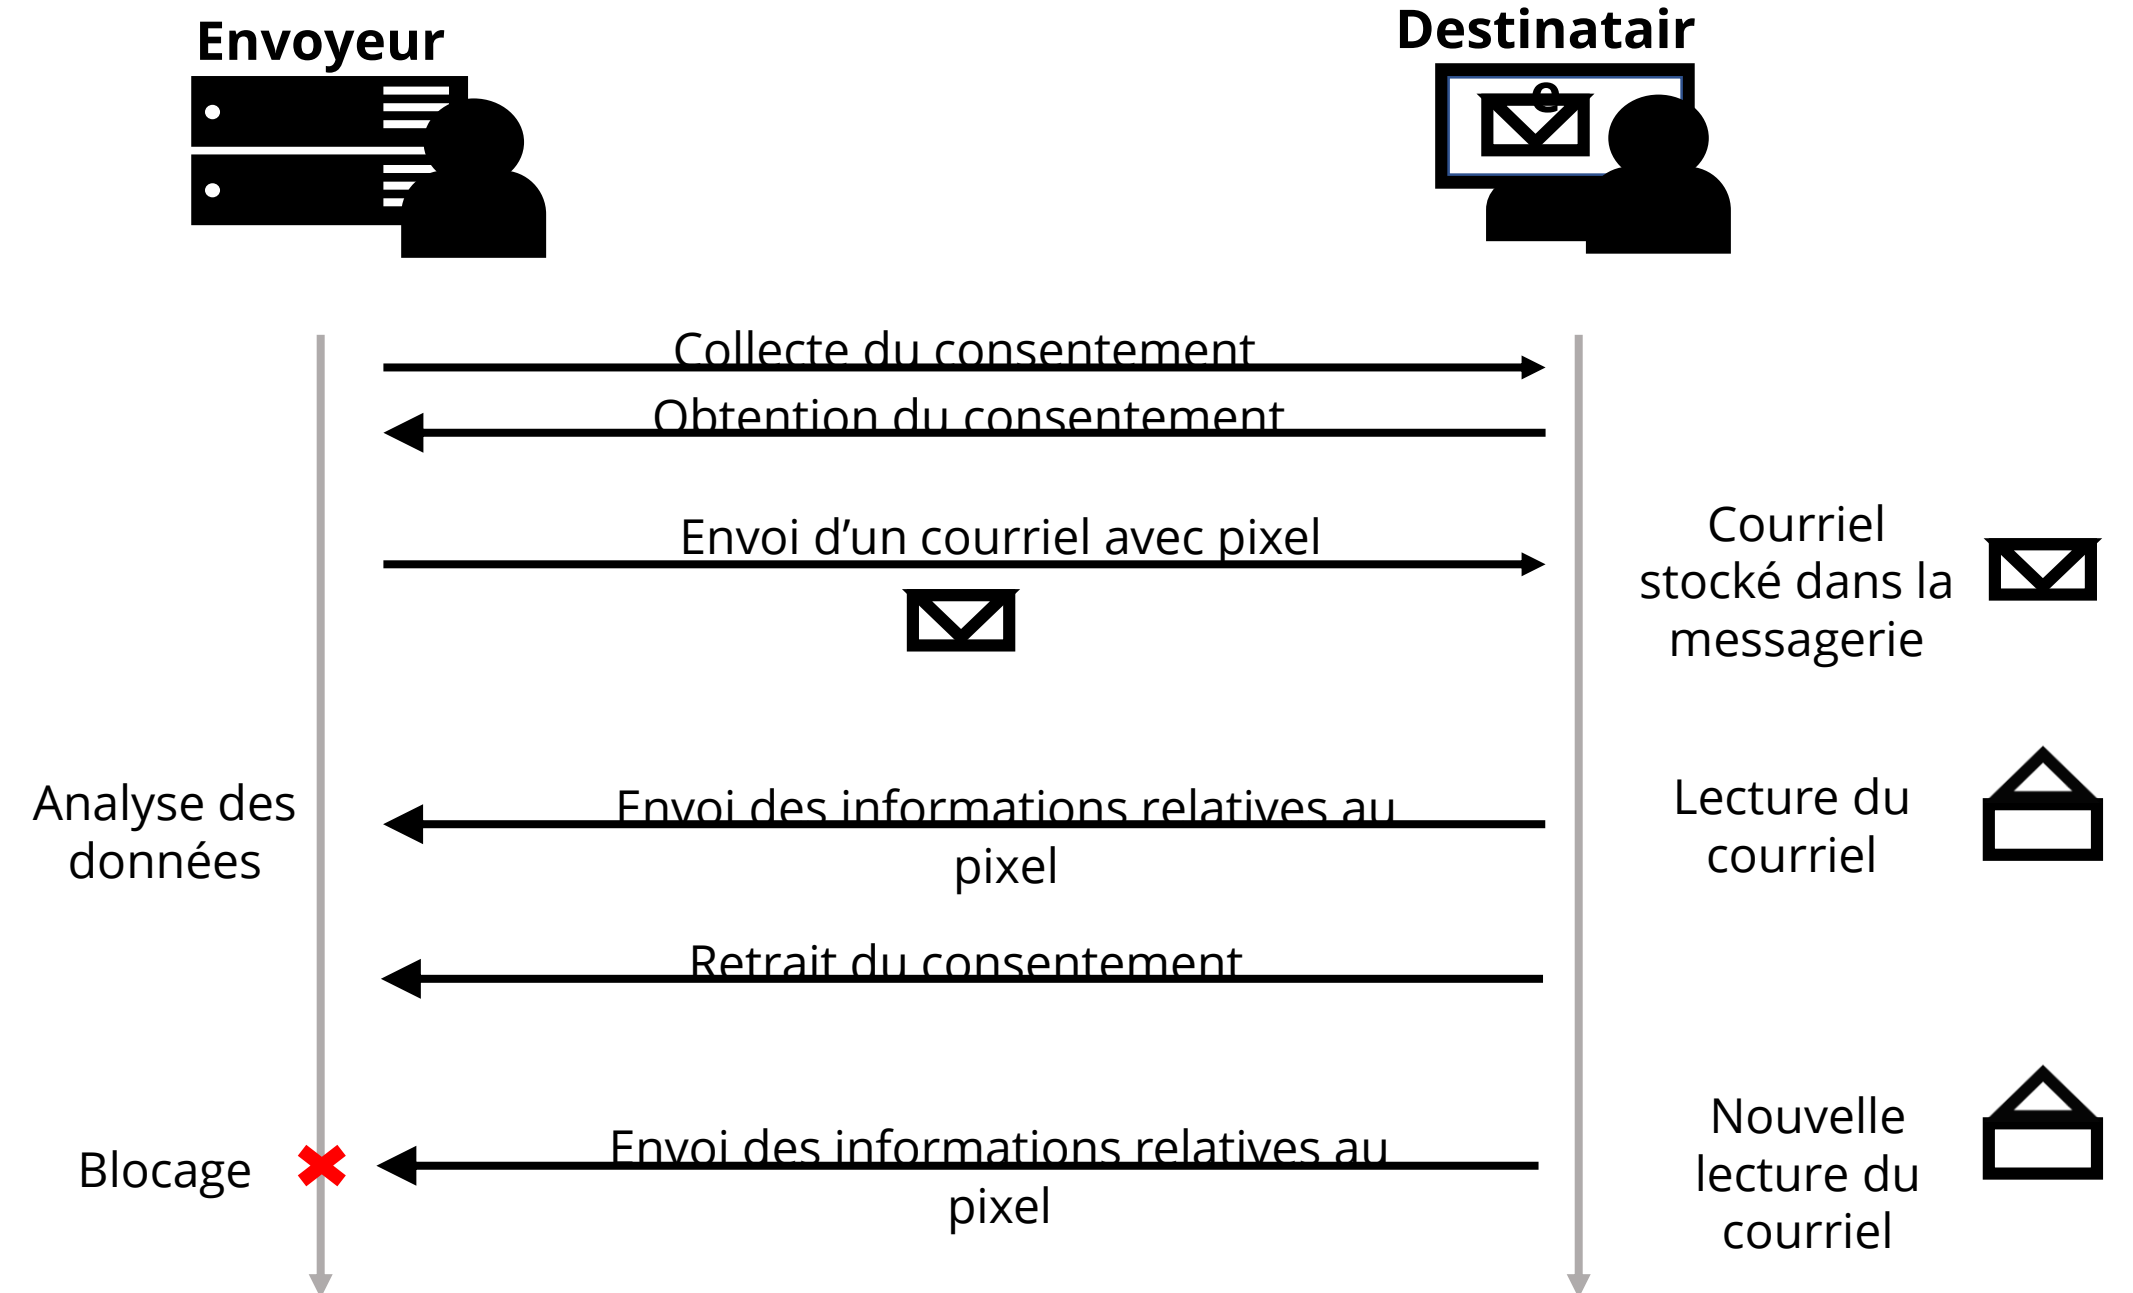 Envoyeur
Destinatair
e
Collecte du consentement
Obtention du consentement
Envoi d’un courriel avec pixel
Courriel
stocké dans la
messagerie
Analyse des
données
Envoi des informations relatives au
pixel
Lecture du
courriel
Retrait du consentement
Blocage
Envoi des informations relatives au
pixel
Nouvelle
lecture du
courriel